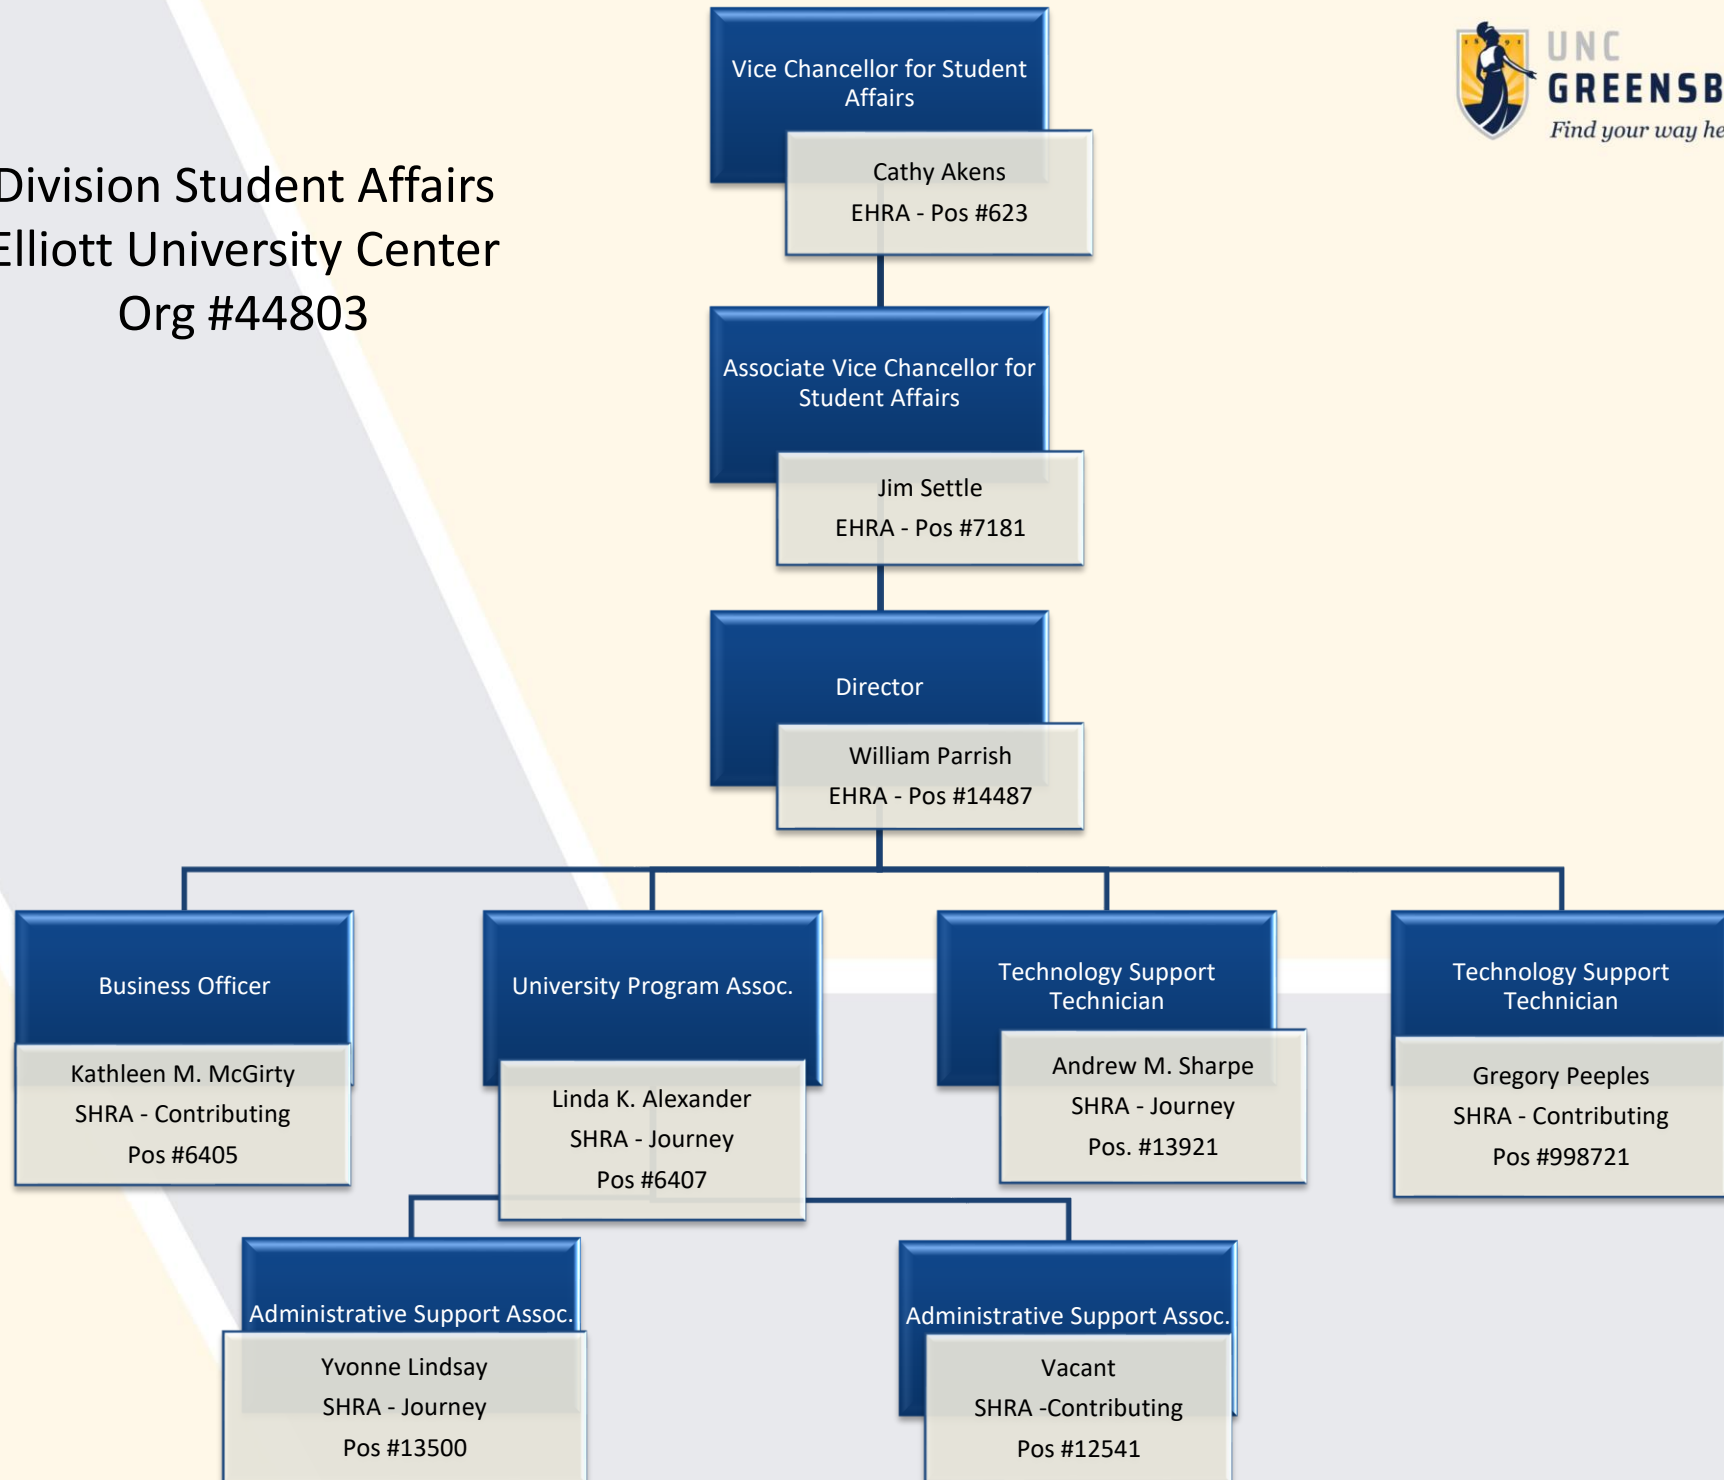 Vice Chancellor for Student
Affairs
Cathy Akens
EHRA - Pos #623
UNC
GREENSB
Find your way he
1891
Division Student Affairs
Elliott University Center
Org #44803
Associate Vice Chancellor for
Student Affairs
Jim Settle
EHRA - Pos #7181
Director
William Parrish
EHRA - Pos #14487
Business Officer
Kathleen M. McGirty
SHRA - Contributing
Pos #6405
University Program Assoc.
Linda K. Alexander
SHRA - Journey
Pos #6407
Technology Support
Technician
Andrew M. Sharpe
SHRA - Journey
Pos. #13921
Technology Support
Technician
Gregory Peeples
SHRA - Contributing
Pos #998721
Administrative Support Assoc.
Yvonne Lindsay
SHRA - Journey
Pos #13500
Administrative Support Assoc.
Vacant
SHRA -Contributing
Pos #12541